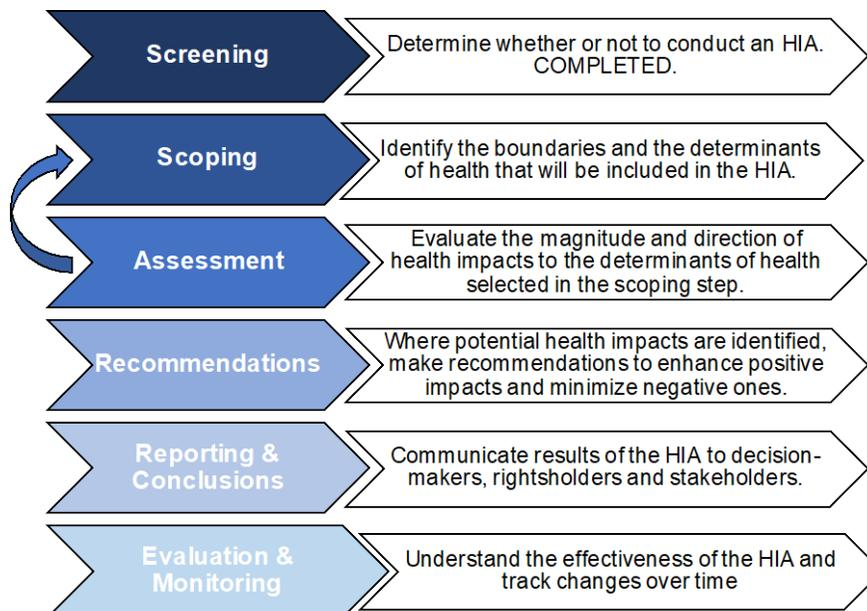 Screening
Determine whether or not to conduct an HIA.
COMPLETED.
Scoping
Identify the boundaries and the determinants
of health that will be included in the HIA.
Assessment
Evaluate the magnitude and direction of
health impacts to the determinants of health
selected in the scoping step.
Recommendations
Where potential health impacts are identified,
make recommendations to enhance positive
impacts and minimize negative ones.
Reporting &
Conclusions
Communicate results of the HIA to decision-
makers, rightsholders and stakeholders.
Evaluation &
Monitoring
Understand the effectiveness of the HIA and
track changes over time